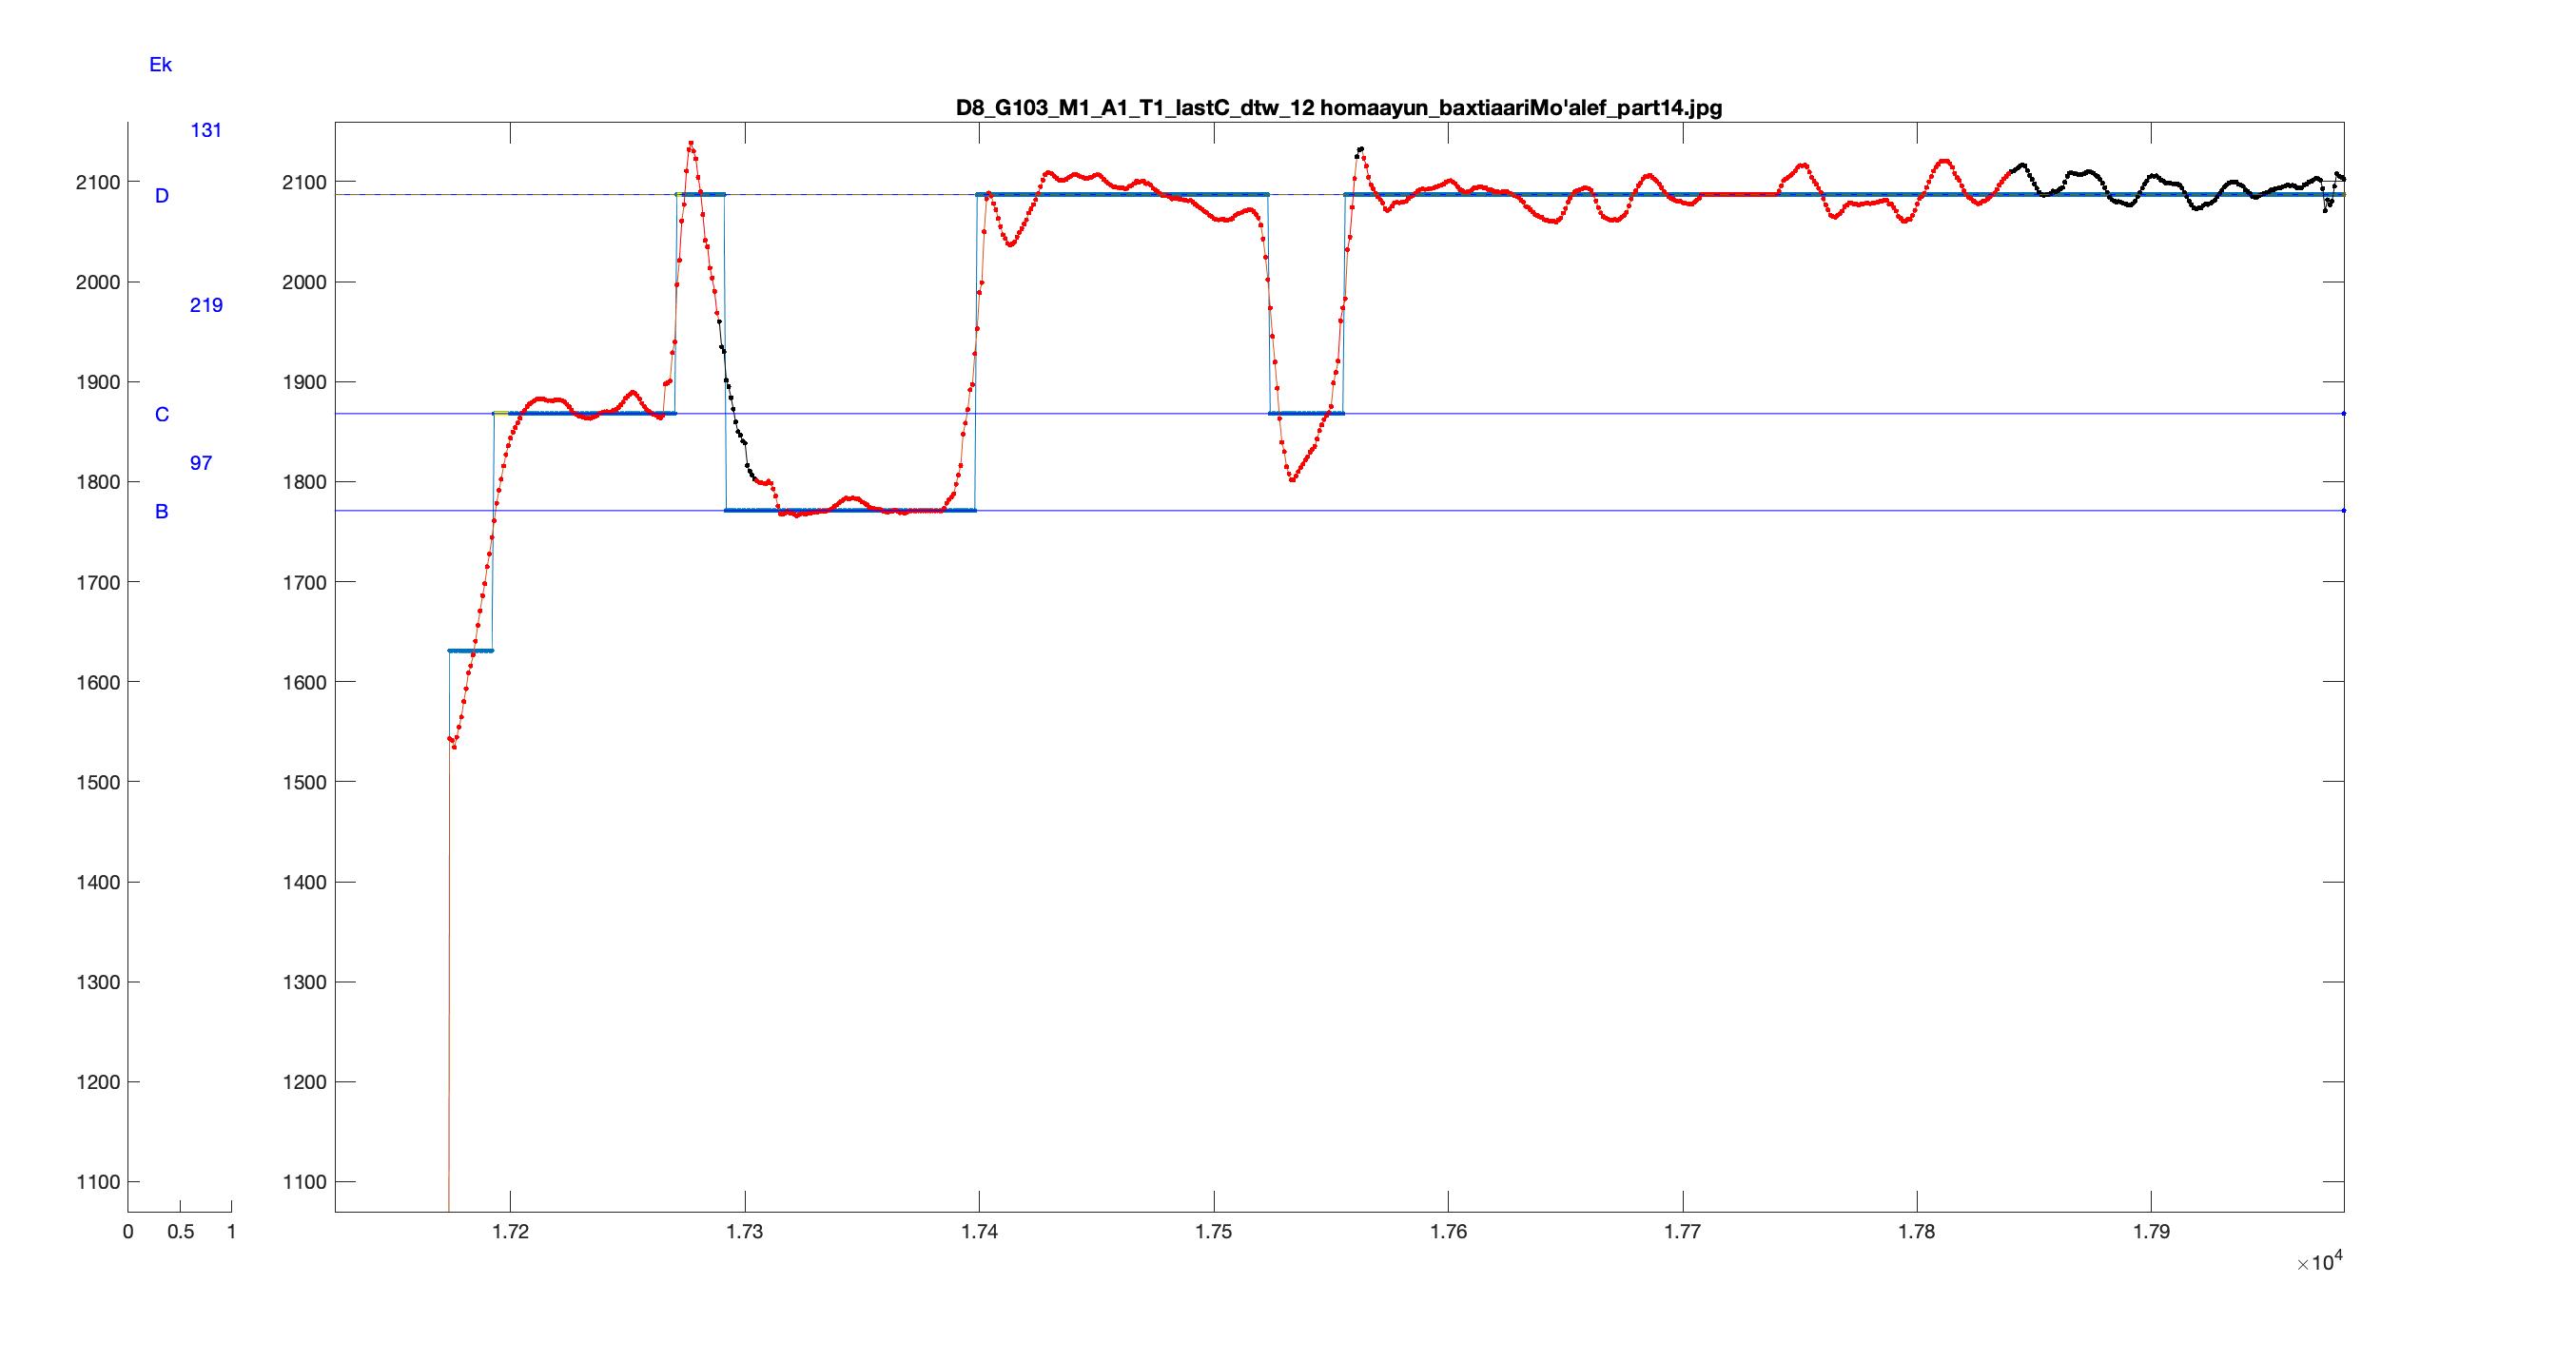 Ek
D8_G103_M1_A1_T1_lastC_dtw_12 homaayun_baxtiaariMo'alef_part14.jpg
131
2100 D 2100
2000 2000
219
1900 1900
C
97
1800 1800
B
1700 1700
1600 1600
1500 1500
1400 1400
1300 1300
1200 1200
1100 1100
0 0.5 1 1.72 1.73 1.74 1.75 1.76 1.77 1.78 1.79
×10⁴